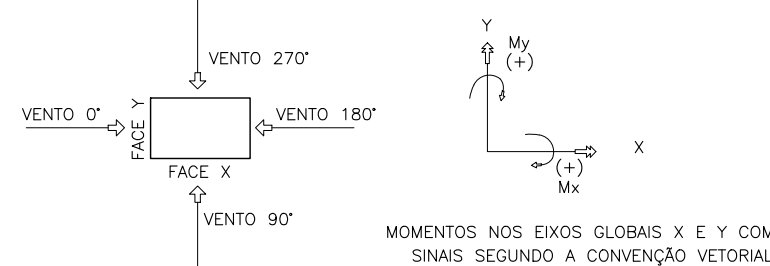 VENTO 270°
VENTO 0°
FACE Y
VENTO 180°
FACE X
VENTO 90°
Y
My
(+)
X
(+)
Mx
MOMENTOS NOS EIXOS GLOBAIS X E Y COM
SINAIS SEGUNDO A CONVENÇÃO VETORIAL